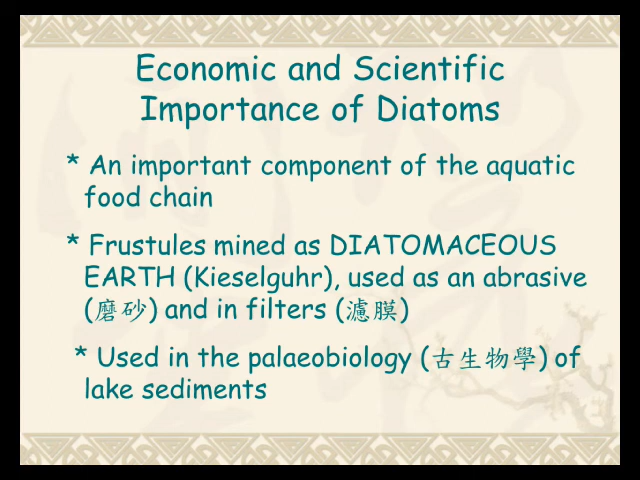 Economic and Scientific
Importance of Diatoms
* An important component of the aquatic
food chain
* Frustules mined as DIATOMACEOUS
EARTH (Kieselguhr), used as an abrasive
(磨砂) and in filters (濾膜)
* Used in the palaeobiology (古生物學) of
lake sediments